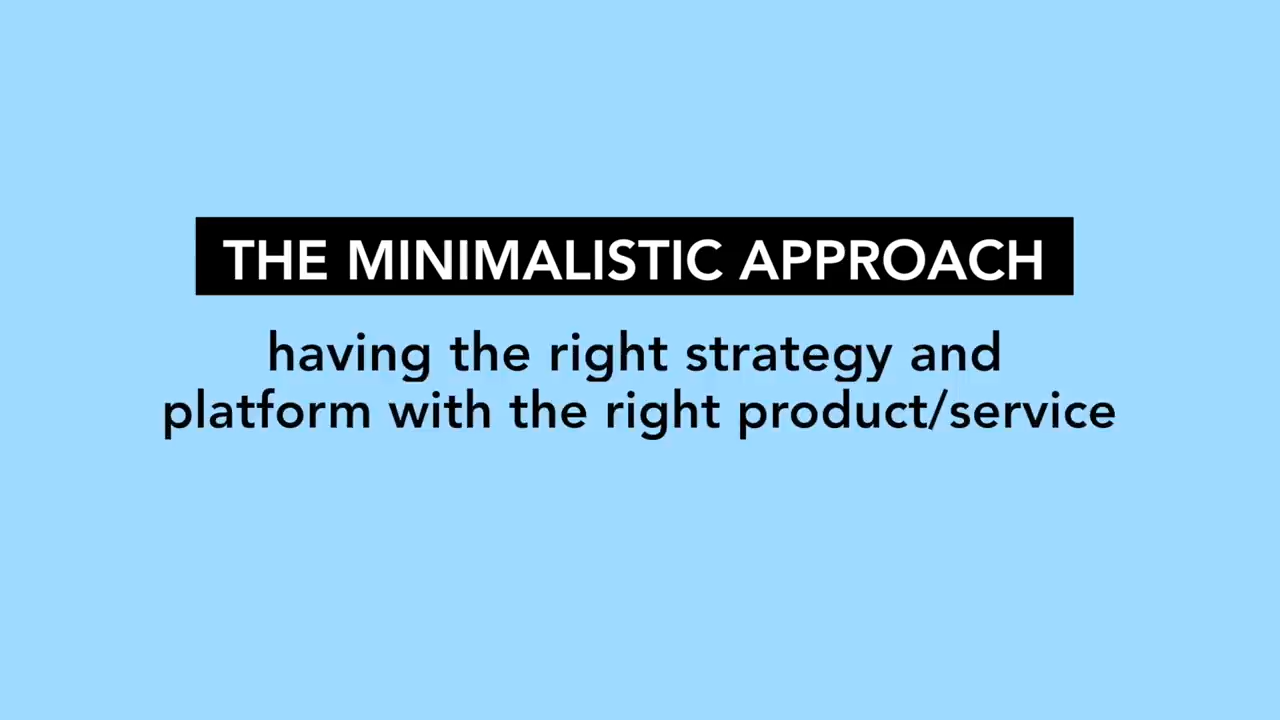 THE MINIMALISTIC APPROACH
having the right strategy and
platform with the right product/service